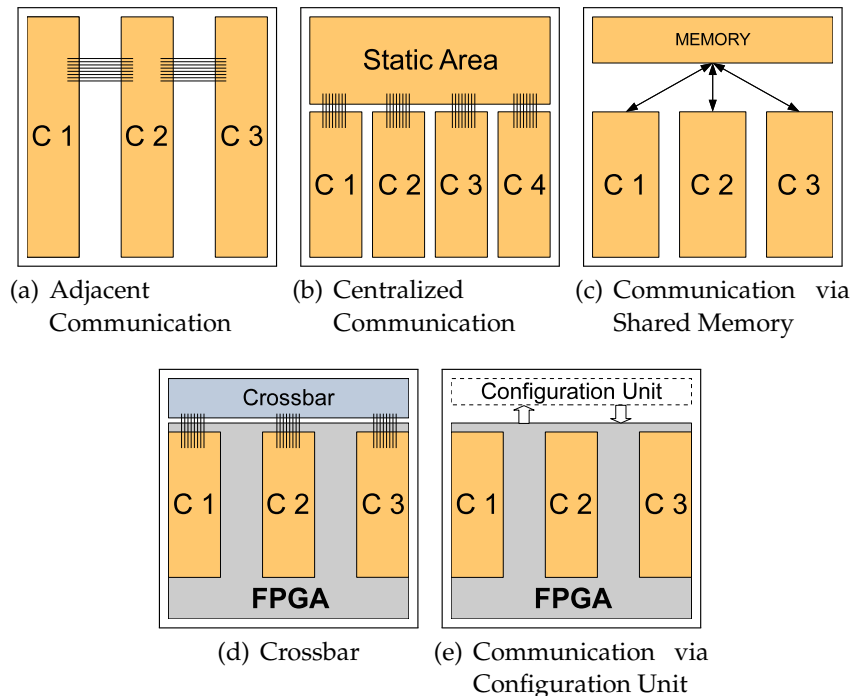 C 1
C 2
C 3
(a) Adjacent
Communication
Static Area
C 1
C 2
C 3
C 4
(b) Centralized
Communication
MEMORY
C 1
C 2
C 3
(c) Communication via
Shared Memory
Crossbar
C 1
C 2
C 3
FPGA
(d) Crossbar
Configuration Unit
C 1
C 2
C 3
FPGA
(e) Communication via
Configuration Unit